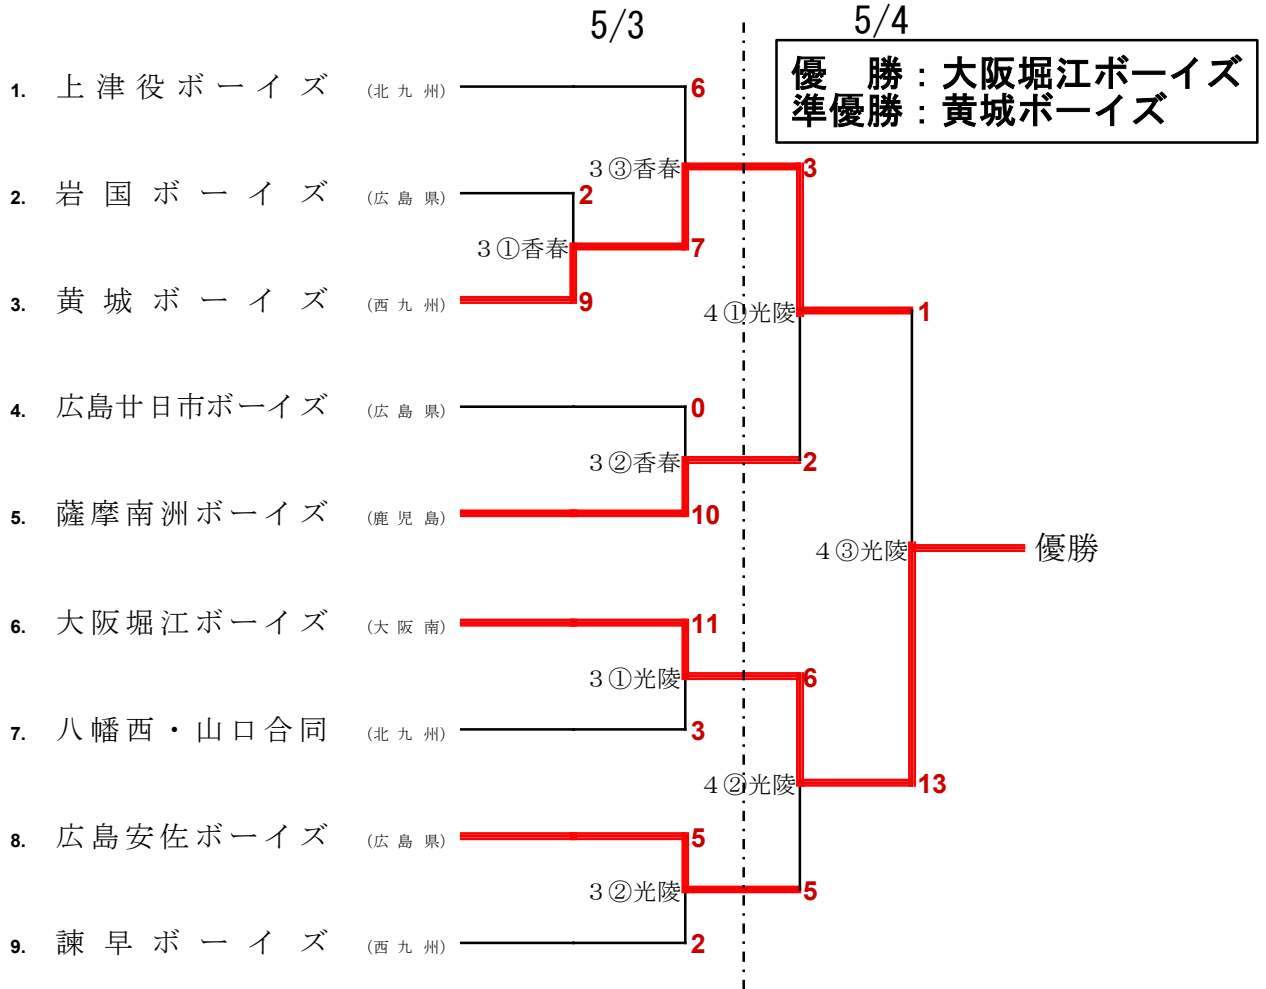 5/3
5/4
優 勝：大阪堀江ボーイズ
準優勝：黄城ボーイズ
1. 上津役ボーイズ (北九州)
6
3③香春
3
2. 岩国ボーイズ (広島県)
2
3①香春
7
3. 黄城ボーイズ (西九州)
9
4①光陵
1
4. 広島廿日市ボーイズ (広島県)
0
3②香春
2
5. 薩摩南洲ボーイズ (鹿児島)
10
4③光陵
優勝
6. 大阪堀江ボーイズ (大阪南)
11
3①光陵
6
7. 八幡西・山口合同 (北九州)
3
4②光陵
13
8. 広島安佐ボーイズ (広島県)
5
3②光陵
5
9. 諫早ボーイズ (西九州)
2